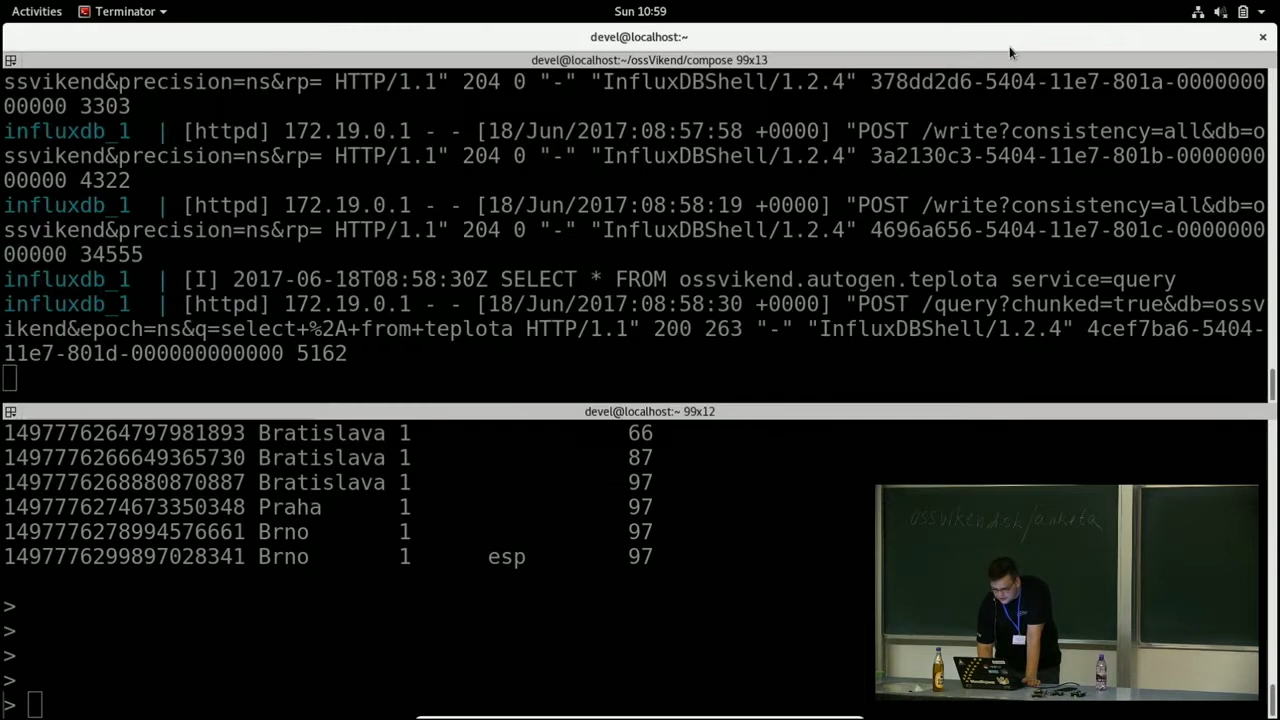 Activities Terminator Sun 10:59
devel@localhost:~
devel@localhost:~/ossVikend/compose 99x13
ossvikend&precision=ns&rp= HTTP/1.1" 204 0 "-" "InfluxDBShell/1.2.4" 378dd2d6-5404-11e7-801a-0000000
00000 3303
influxdb_1 | [httpd] 172.19.0.1 - - [18/Jun/2017:08:57:58 +0000] "POST /write?consistency=all&db=o
ssvikend&precision=ns&rp= HTTP/1.1" 204 0 "-" "InfluxDBShell/1.2.4" 3a2130c3-5404-11e7-801b-0000000
00000 4322
influxdb_1 | [httpd] 172.19.0.1 - - [18/Jun/2017:08:58:19 +0000] "POST /write?consistency=all&db=o
ssvikend&precision=ns&rp= HTTP/1.1" 204 0 "-" "InfluxDBShell/1.2.4" 4696a656-5404-11e7-801c-0000000
00000 34555
influxdb_1 | [I] 2017-06-18T08:58:30Z SELECT * FROM ossvikend.autogen.teplota service=query
influxdb_1 | [httpd] 172.19.0.1 - - [18/Jun/2017:08:58:30 +0000] "POST /query?chunked=true&db=ossv
ikend&epoch=ns&q=select+%2A+from+teplota HTTP/1.1" 200 263 "-" "InfluxDBShell/1.2.4" 4cef7ba6-5404-
11e7-801d-000000000000 5162
devel@localhost:~ 99x12
1497776264797981893 Bratislava 1 66
1497776266649365730 Bratislava 1 87
1497776268880870887 Bratislava 1 97
1497776274673350348 Praha 1 97
1497776278994576661 Brno 1 97
1497776299897028341 Brno 1 esp 97
>
>
>
>
>
ossvikend.sk/anketa